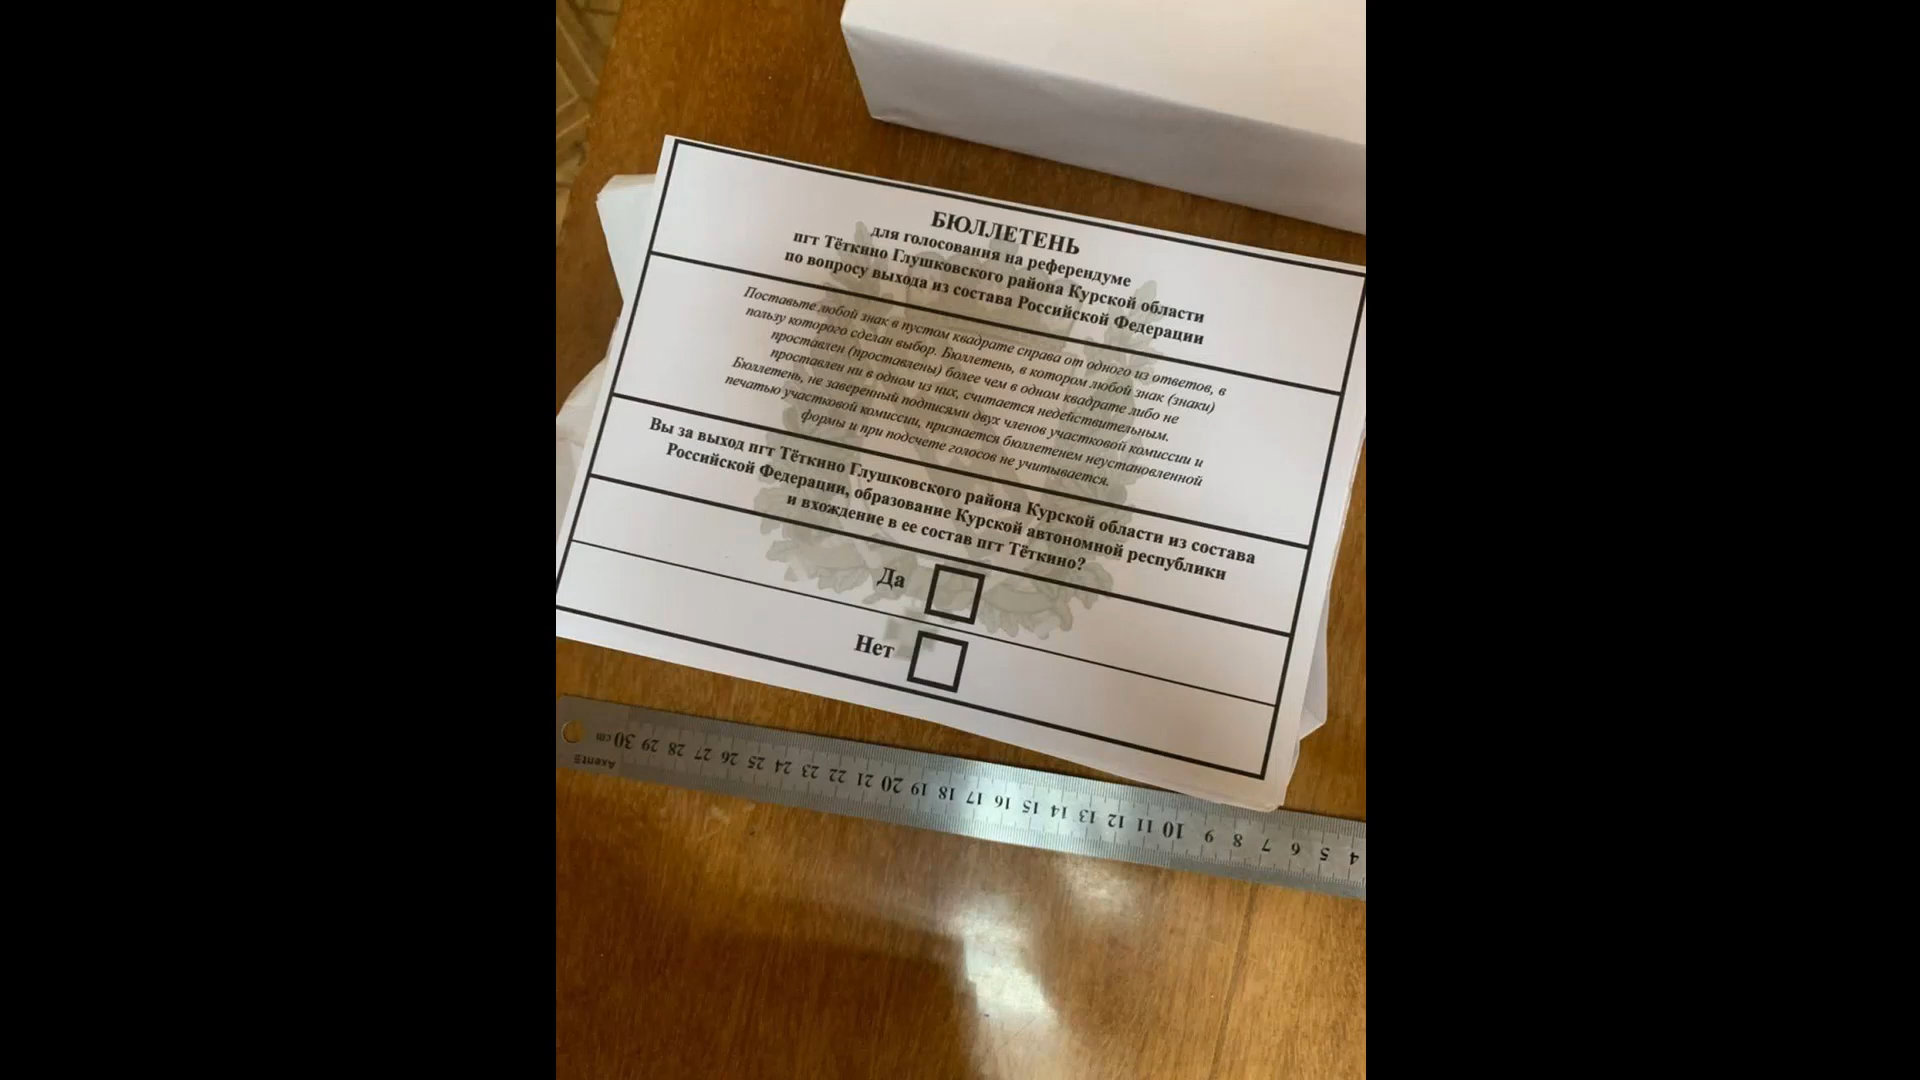 БЮЛЛЕТЕНЬ
для голосования на референдуме
пгт Тёткино Глушковского района Курской области
по вопросу выхода из состава Российской Федерации
Поставьте любой знак в пустом квадрате справа от одного из ответов, в
пользу которого сделан выбор. Бюллетень, в котором любой знак (знаки)
проставлен (проставлены) более чем в одном квадрате либо не
проставлен ни в одном из них, считается недействительным.
Бюллетень, не заверенный подписями двух членов участковой комиссии и
печатью участковой комиссии, признается бюллетенем неустановленной
формы и при подсчете голосов не учитывается.
Вы за выход пгт Тёткино Глушковского района Курской области из состава
Российской Федерации, образование Курской автономной республики
и вхождение в ее состав пгт Тёткино?
Да
Нет
cm 30 29 28 27 26 25 24 23 22 21 20 19 18 17 16 15 14 13 12 11 10 9 8 7 6 5 4
Axent